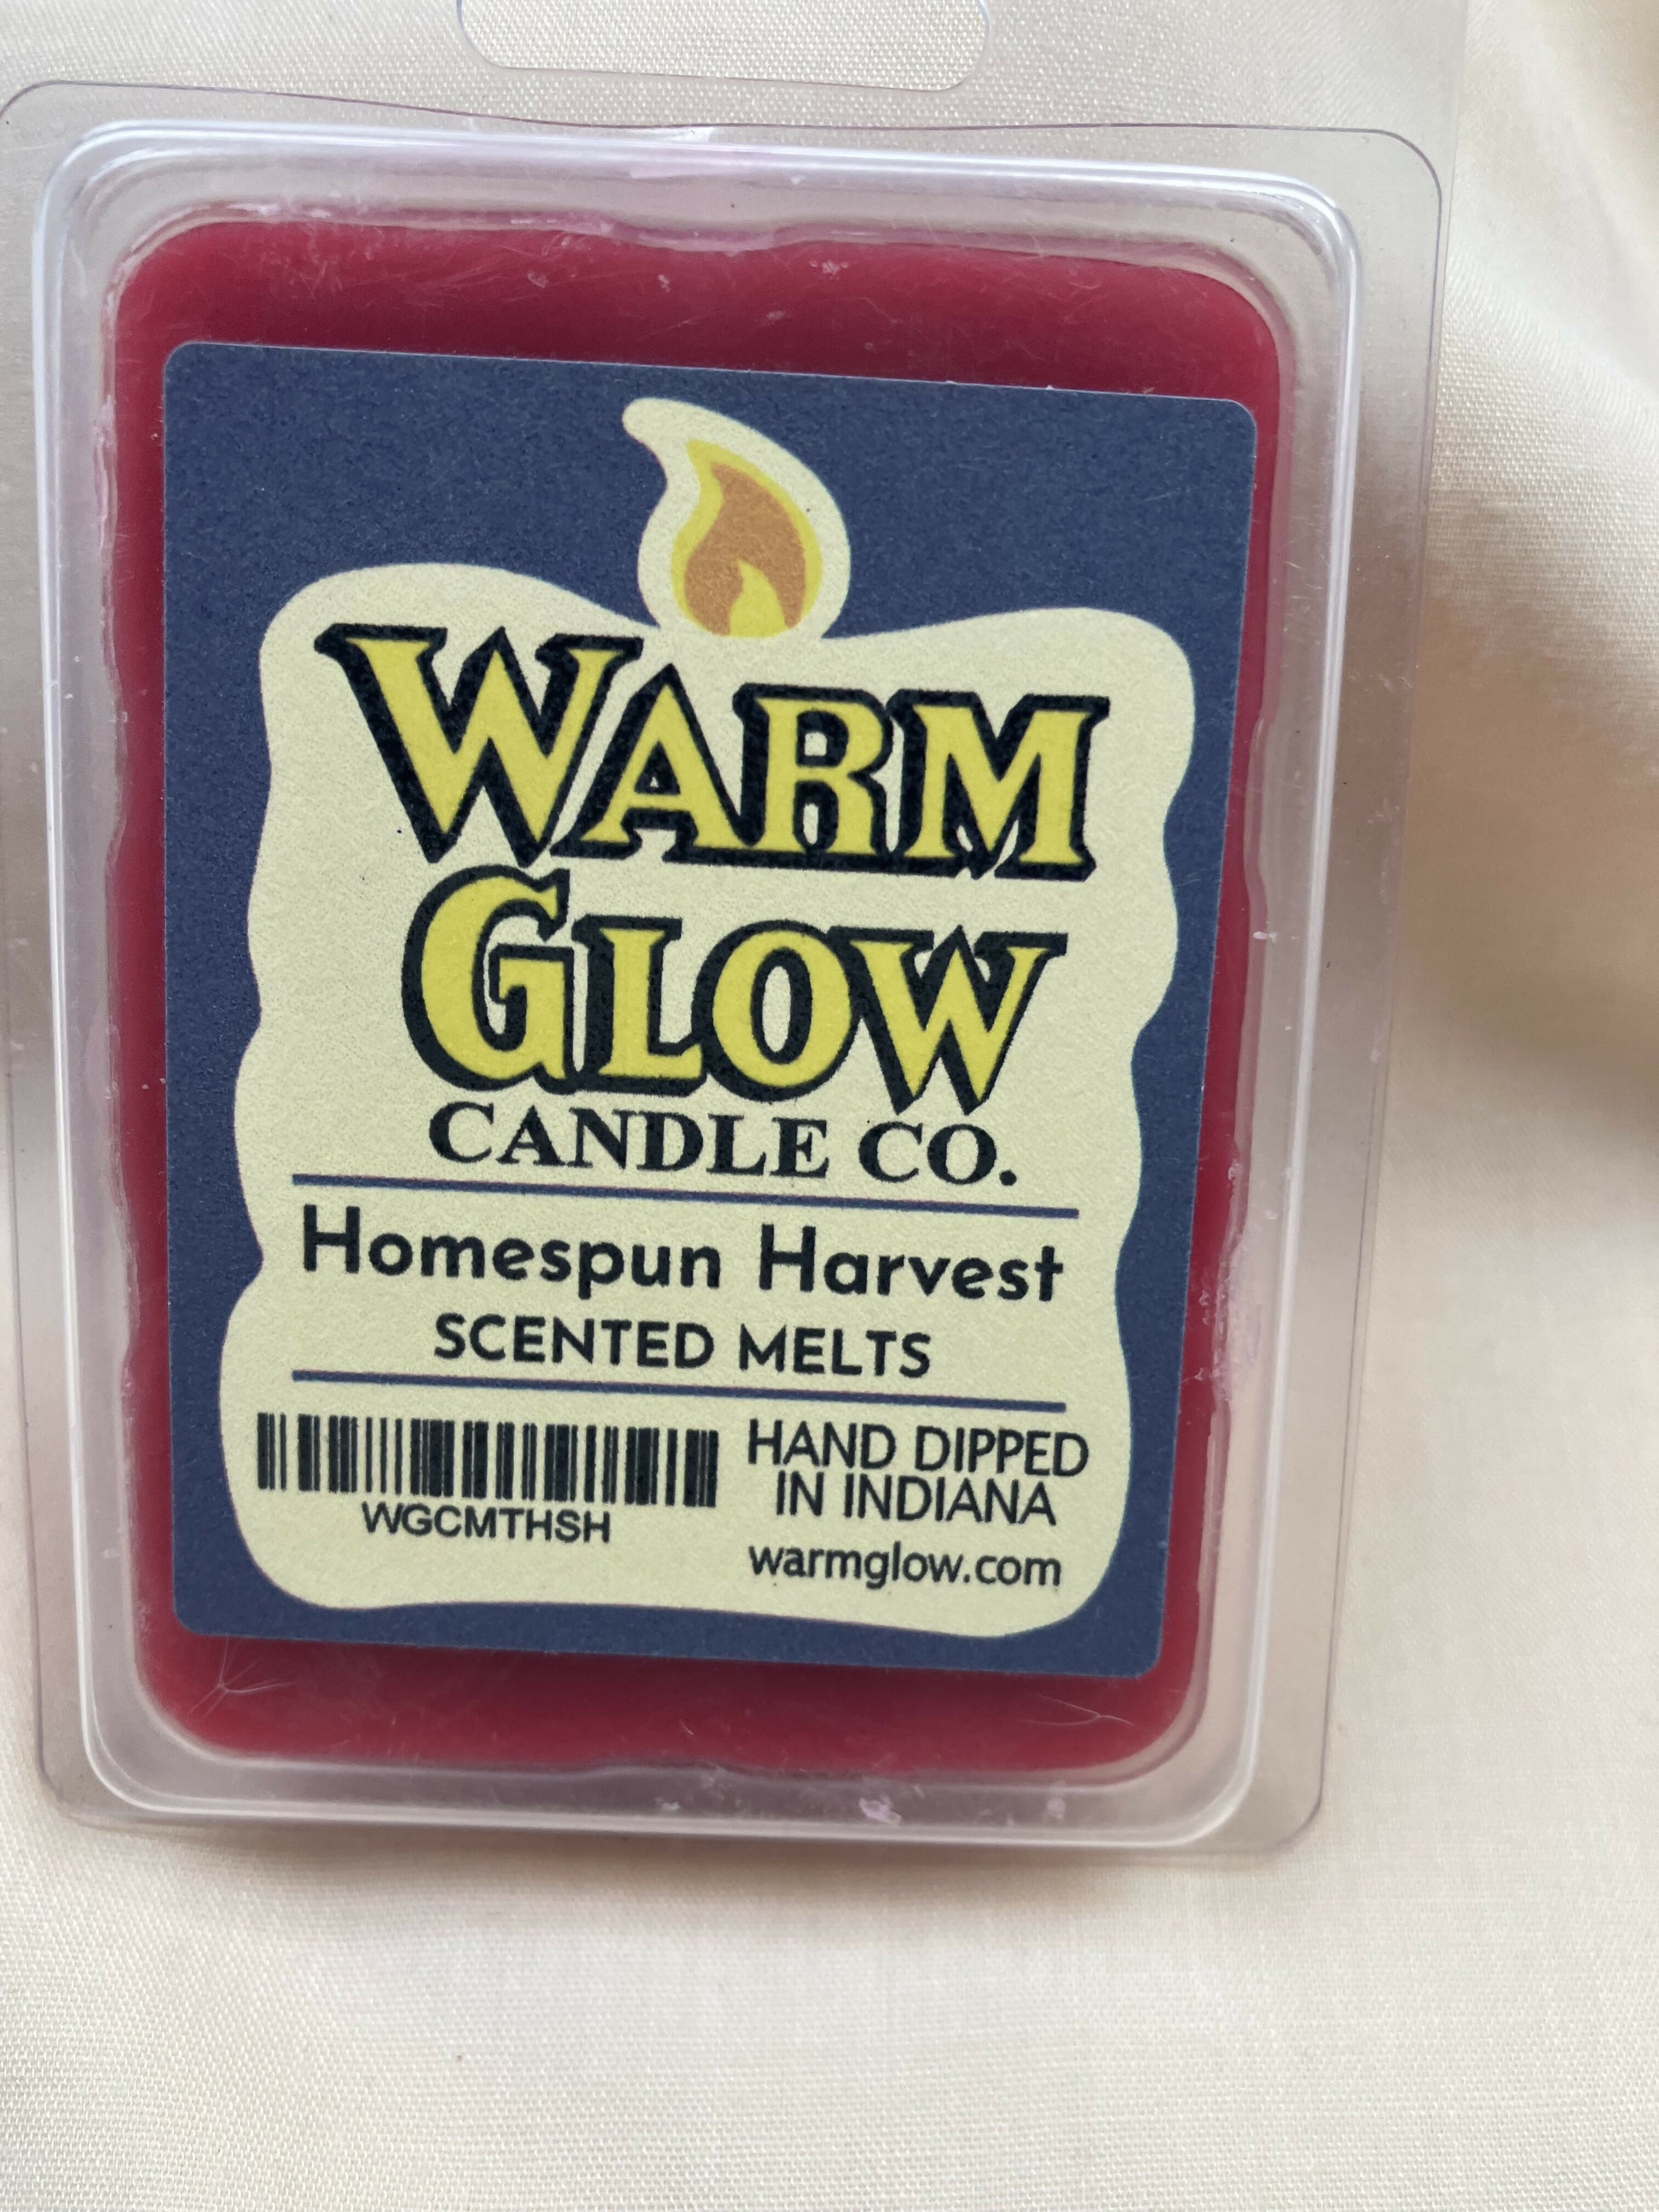 WARM
GLOW
CANDLE CO.
Homespun Harvest
SCENTED MELTS
HAND DIPPED
IN INDIANA
WGCMTHSH
warmglow.com